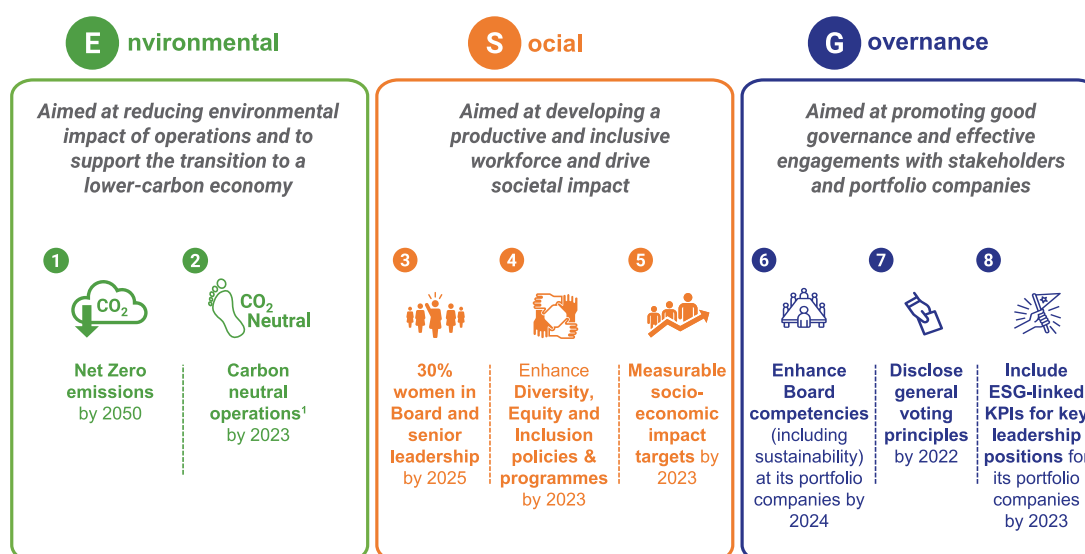 Environmental
Aimed at reducing environmental
impact of operations and to
support the transition to a
lower-carbon economy
1
CO2
Net Zero
emissions
by 2050
2
CO2
Neutral
Carbon
neutral
operations¹
by 2023
Social
Aimed at developing a
productive and inclusive
workforce and drive
societal impact
3
30%
women in
Board and
senior
leadership
by 2025
4
Enhance
Diversity,
Equity and
Inclusion
policies &
programmes
by 2023
5
Measurable
socio-
economic
impact
targets by
2023
Governance
Aimed at promoting good
governance and effective
engagements with stakeholders
and portfolio companies
6
Enhance
Board
competencies
(including
sustainability)
at its portfolio
companies by
2024
7
Disclose
general
voting
principles
by 2022
8
Include
ESG-linked
KPIs for key
leadership
positions for
its portfolio
companies
by 2023